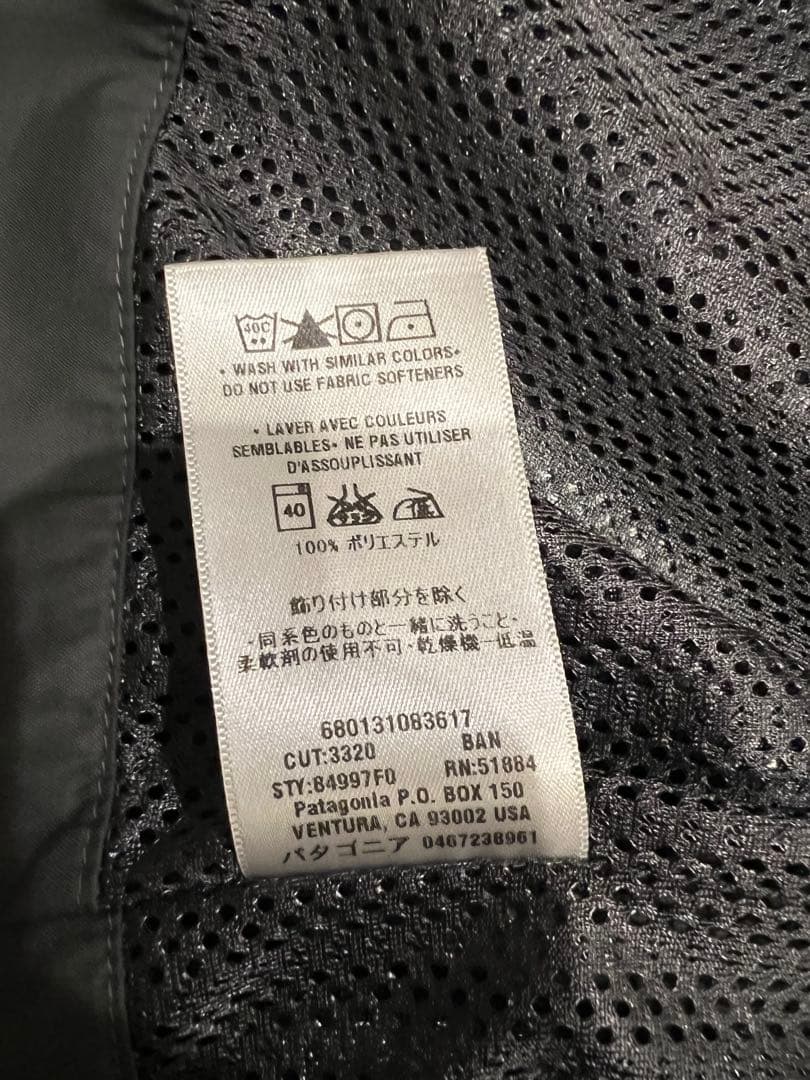 40C
• WASH WITH SIMILAR COLORS•
DO NOT USE FABRIC SOFTENERS
• LAVER AVEC COULEURS
SEMBLABLES• NE PAS UTILISER
D'ASSOUPLISSANT
40 低
100% ポリエステル
飾り付け部分を除く
・同系色のものと一緒に洗うこと・
柔軟剤の使用不可・乾燥機ー低温
680131083617
CUT:3320 BAN
STY:84997F0 RN:51884
Patagonia P.O. BOX 150
VENTURA, CA 93002 USA
パタゴニア 0467238961